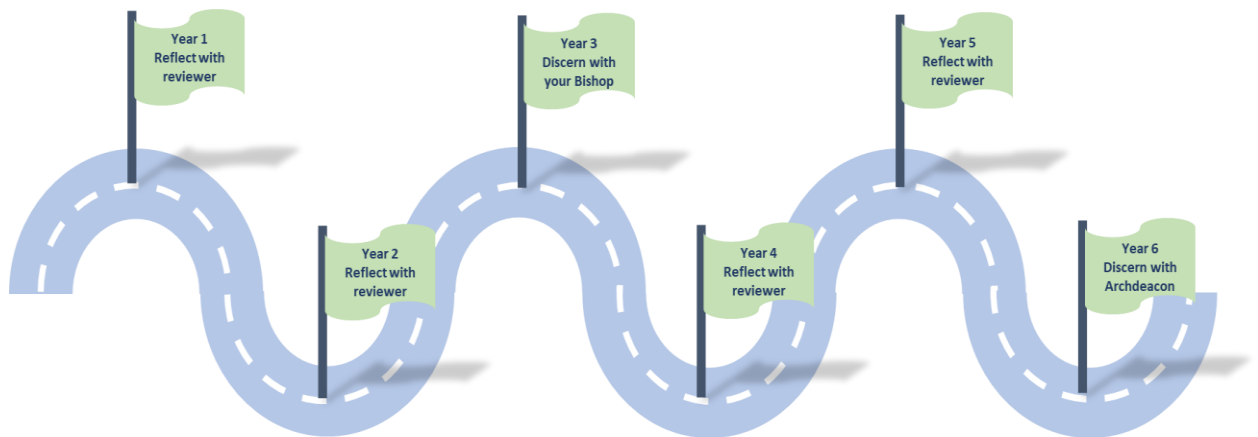 Year 1
Reflect with
reviewer
Year 2
Reflect with
reviewer
Year 3
Discern with
your Bishop
Year 4
Reflect with
reviewer
Year 5
Reflect with
reviewer
Year 6
Discern with
Archdeacon